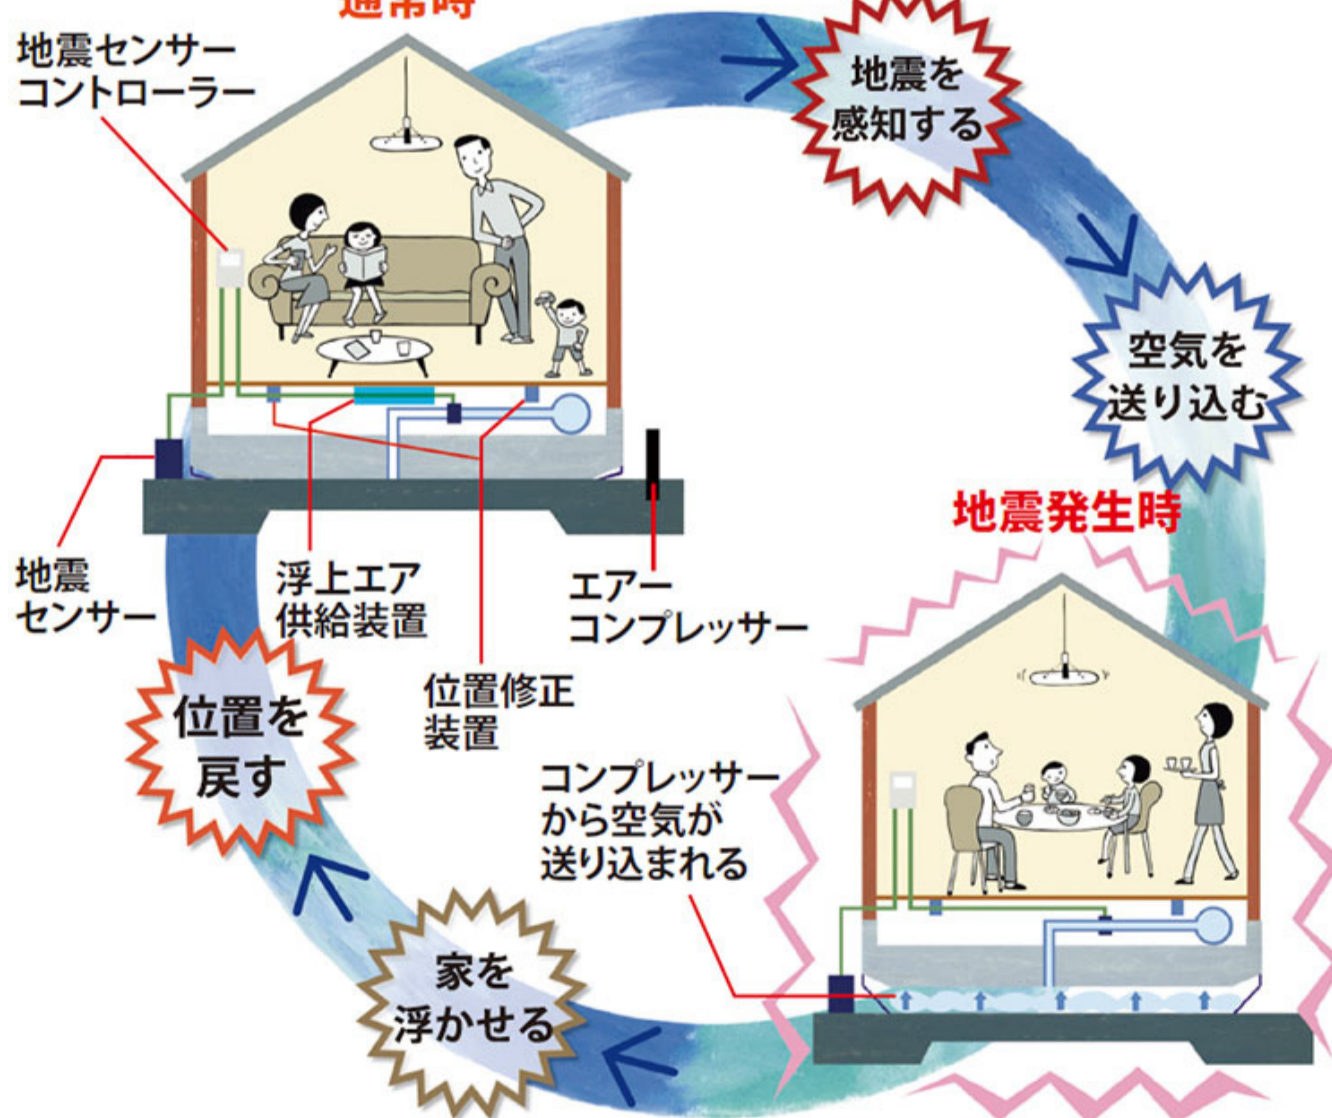 通常時
地震センサー
コントローラー
地震を
感知する
空気を
送り込む
地震発生時
地震
センサー
浮上エア
供給装置
エアー
コンプレッサー
位置修正
装置
位置を
戻す
コンプレッサー
から空気が
送り込まれる
家を
浮かせる